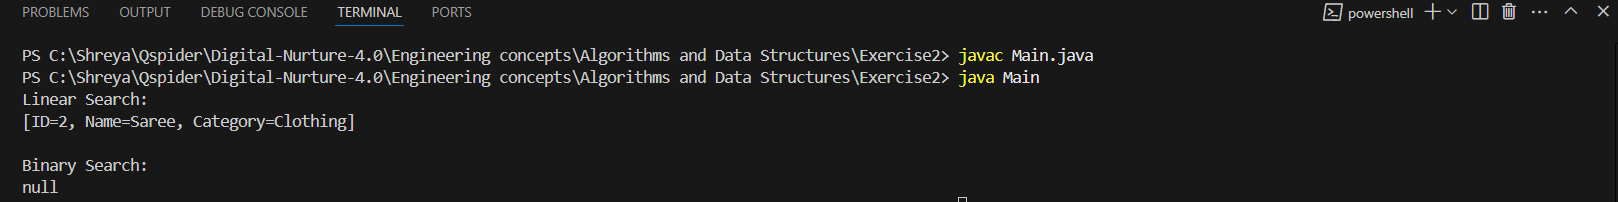 PROBLEMS OUTPUT DEBUG CONSOLE TERMINAL PORTS powershell
PS C:\Shreya\Qspider\Digital-Nurture-4.0\Engineering concepts\Algorithms and Data Structures\Exercise2> javac Main.java
PS C:\Shreya\Qspider\Digital-Nurture-4.0\Engineering concepts\Algorithms and Data Structures\Exercise2> java Main
Linear Search:
[ID=2, Name=Saree, Category=Clothing]
Binary Search:
null